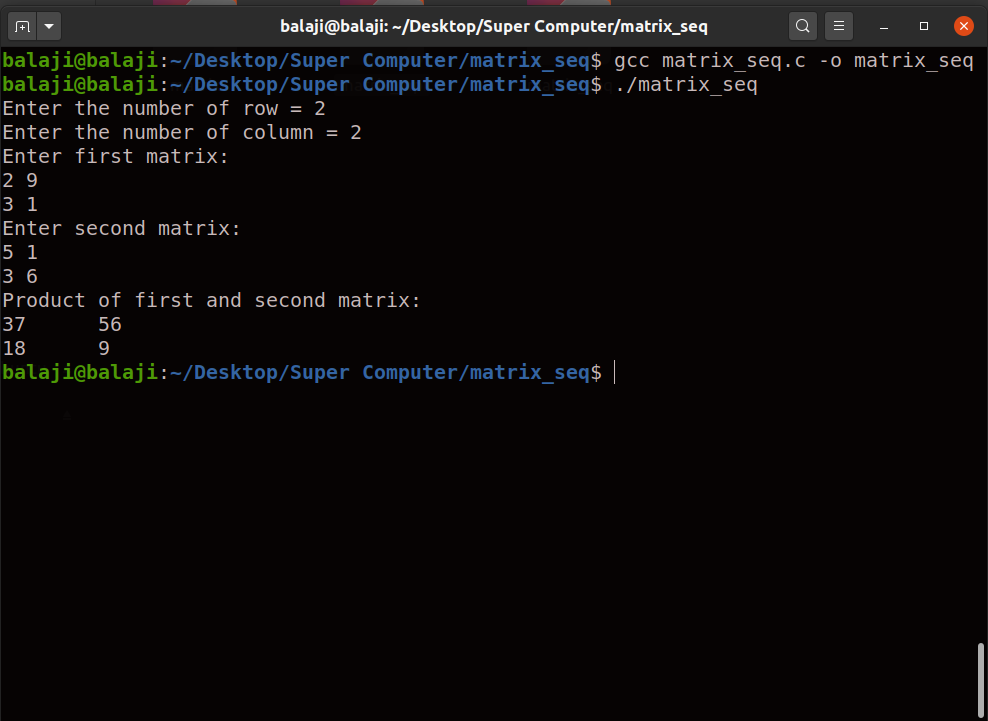 balaji@balaji: ~/Desktop/Super Computer/matrix_seq
balaji@balaji:~/Desktop/Super Computer/matrix_seq$ gcc matrix_seq.c -o matrix_seq
balaji@balaji:~/Desktop/Super Computer/matrix_seq$ ./matrix_seq
Enter the number of row = 2
Enter the number of column = 2
Enter first matrix:
2 9
3 1
Enter second matrix:
5 1
3 6
Product of first and second matrix:
37      56
18      9
balaji@balaji:~/Desktop/Super Computer/matrix_seq$